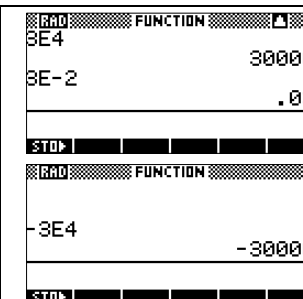 RAD FUNCTION
3E4
3000
3E-2
.0
STO▶
RAD FUNCTION
-3E4
-3000
STO▶